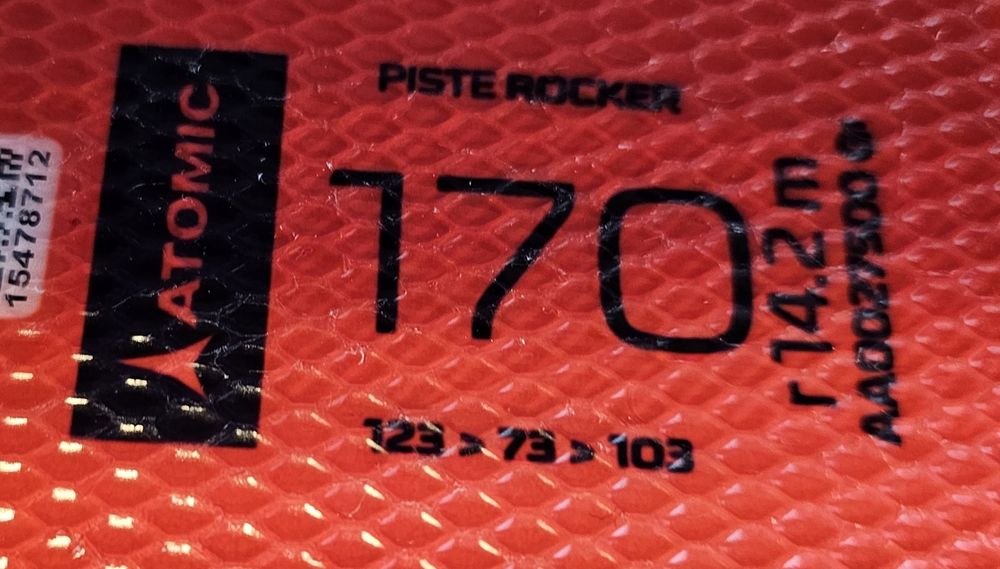 15478712
ATOMIC
PISTE ROCKER
170
123 > 73 > 103
r 14.2 m
AA0027500